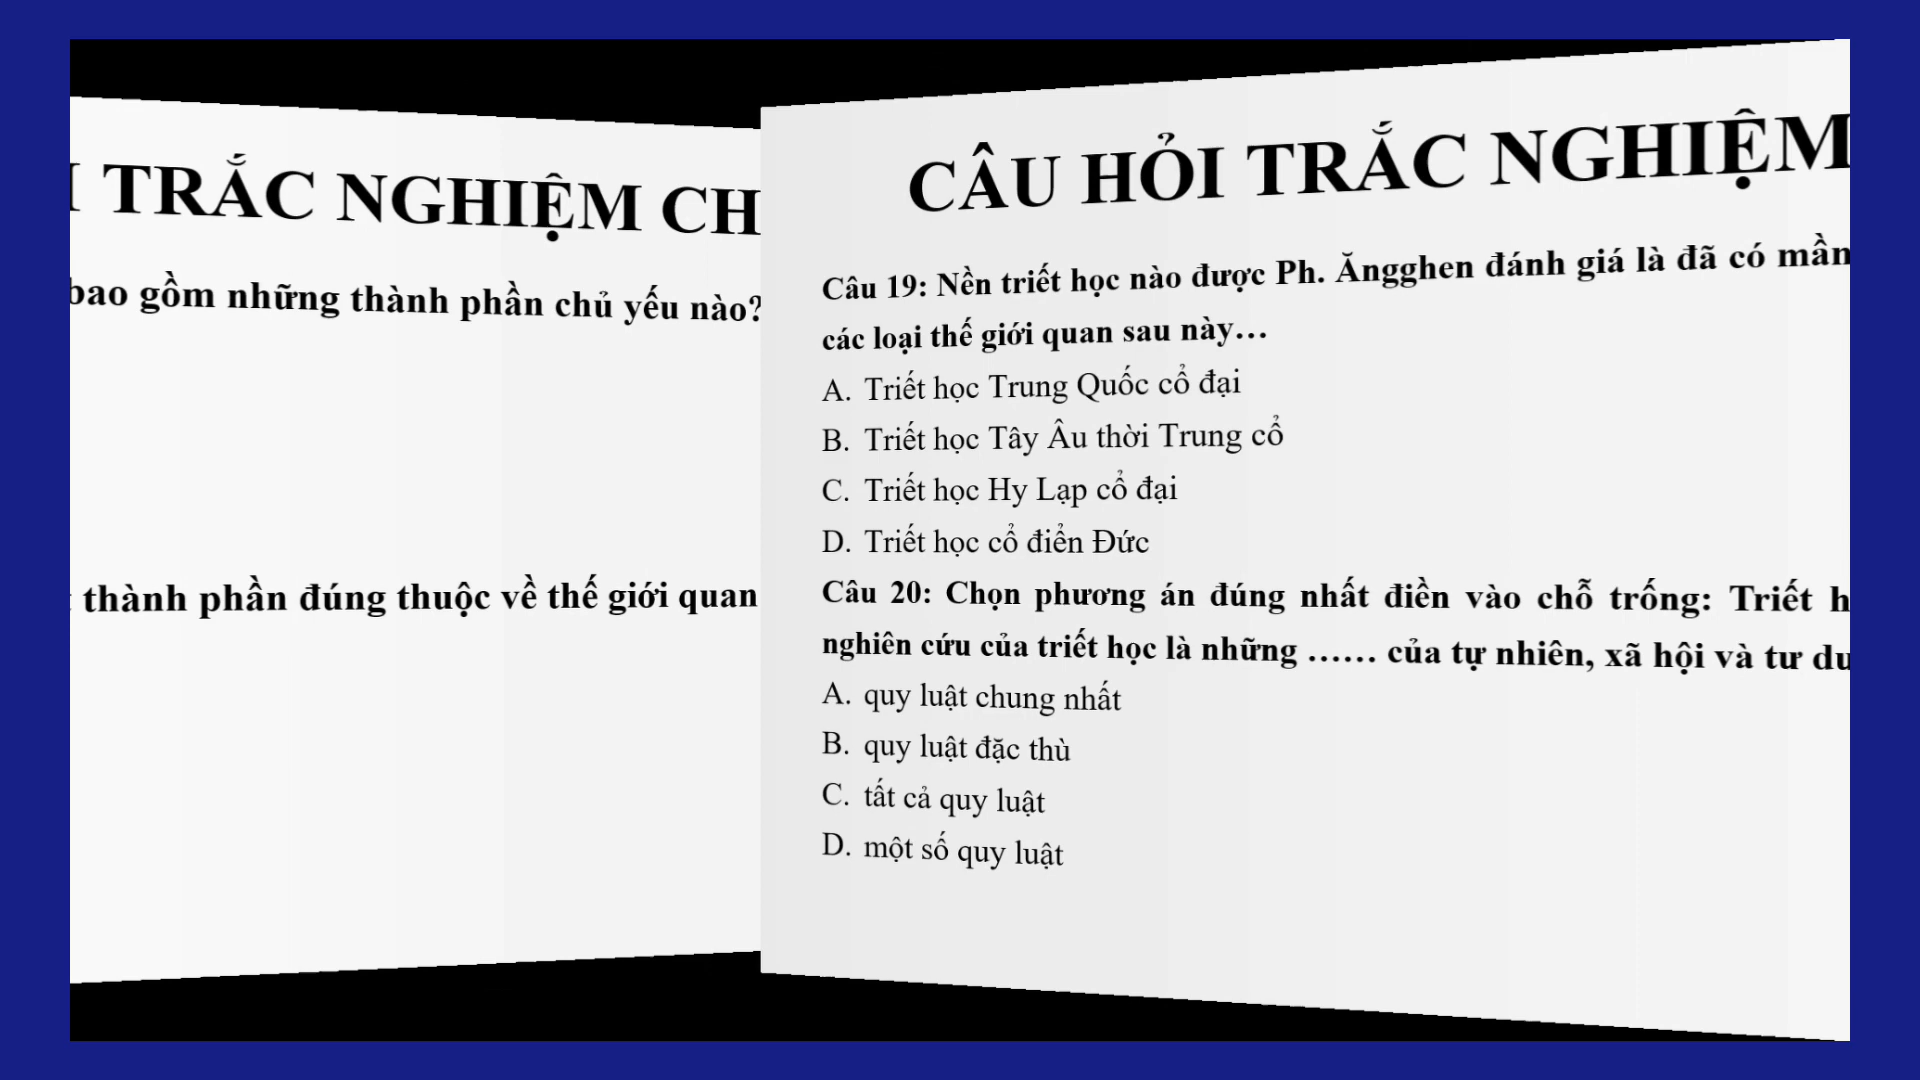 TRẮC NGHIỆM CH
bao gồm những thành phần chủ yếu nào?
thành phần đúng thuộc về thế giới quan
CÂU HỎI TRẮC NGHIỆM
Câu 19: Nền triết học nào được Ph. Ăngghen đánh giá là đã có mần
các loại thế giới quan sau này…
A. Triết học Trung Quốc cổ đại
B. Triết học Tây Âu thời Trung cổ
C. Triết học Hy Lạp cổ đại
D. Triết học cổ điển Đức
Câu 20: Chọn phương án đúng nhất điền vào chỗ trống: Triết h
nghiên cứu của triết học là những …… của tự nhiên, xã hội và tư du
A. quy luật chung nhất
B. quy luật đặc thù
C. tất cả quy luật
D. một số quy luật